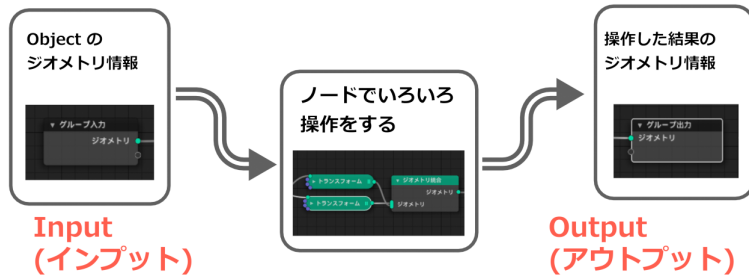 Object の
ジオメトリ情報
▼ グループ入力
ジオメトリ
Input
(インプット)
ノードでいろいろ
操作をする
トランスフォーム
トランスフォーム
ジオメトリ統合
ジオメトリ
ジオメトリ
操作した結果の
ジオメトリ情報
▼ グループ出力
ジオメトリ
Output
(アウトプット)